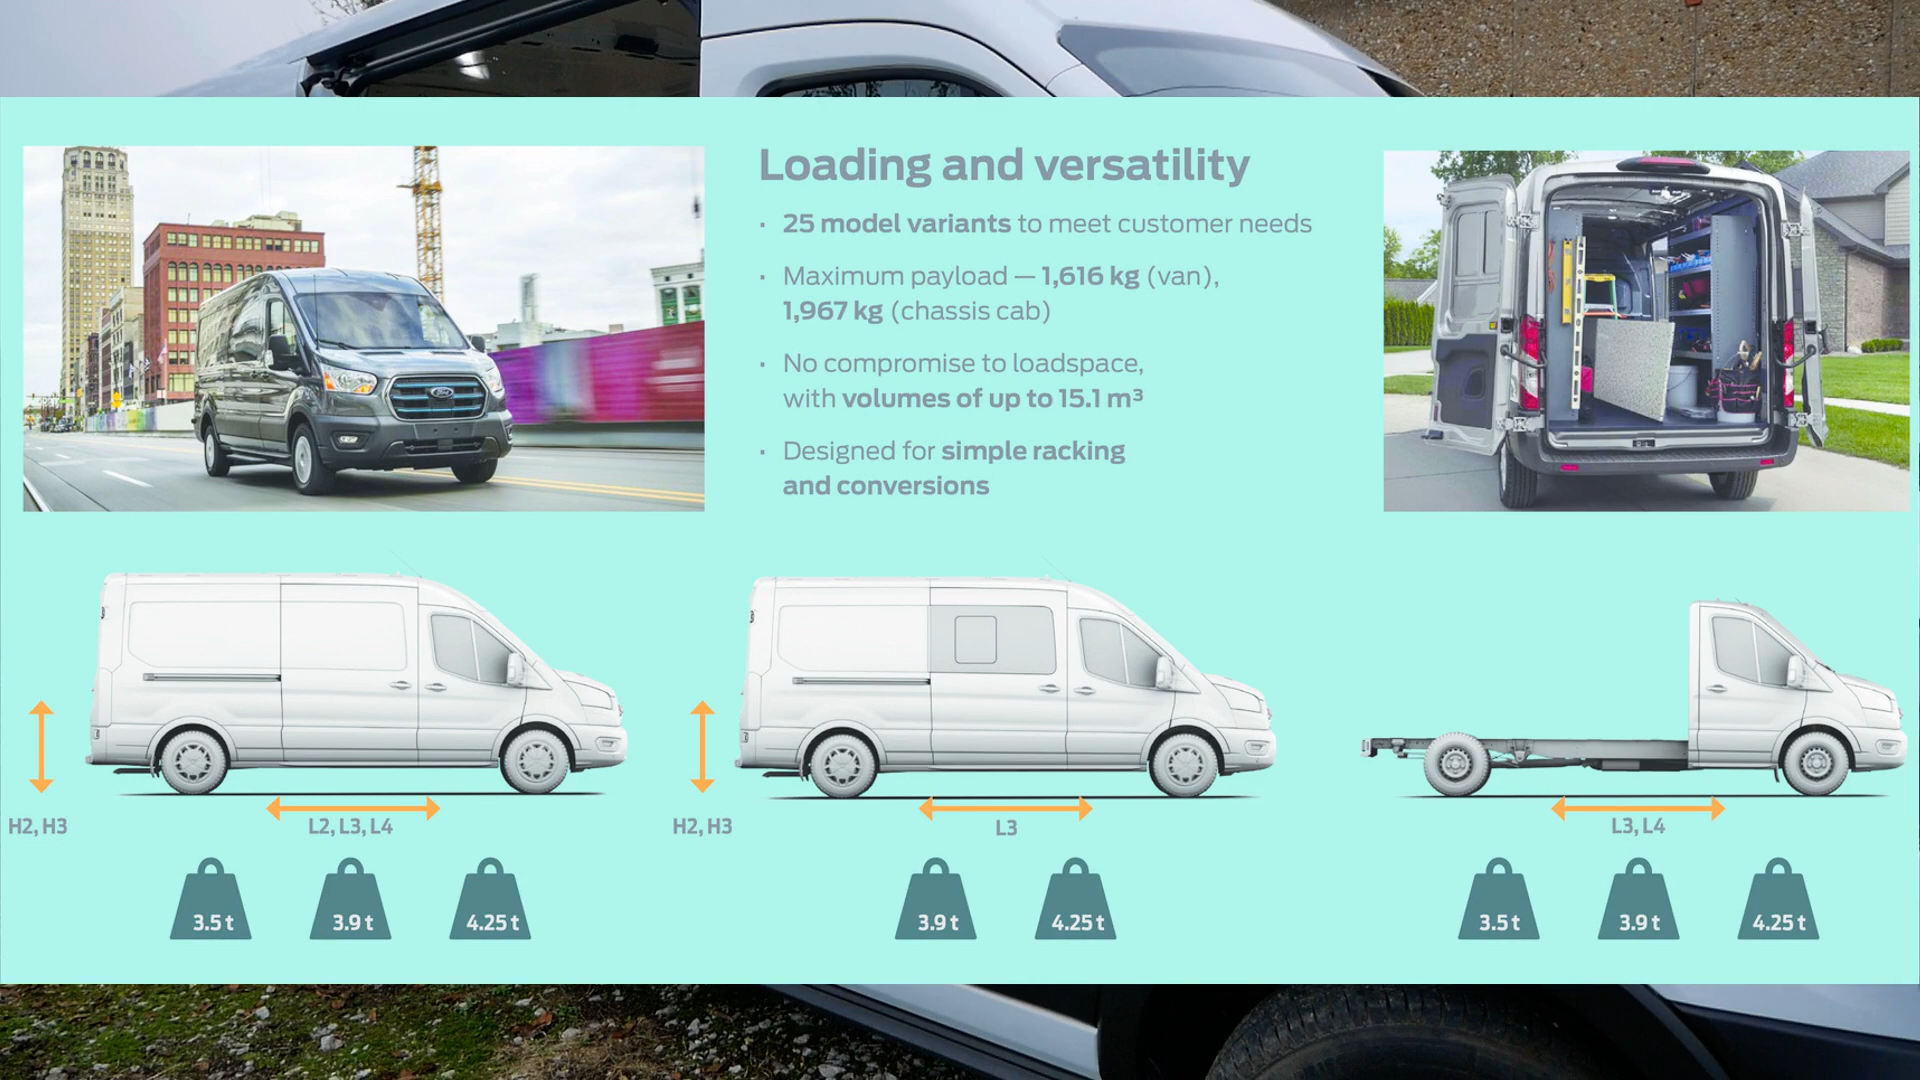 Loading and versatility
· 25 model variants to meet customer needs
· Maximum payload — 1,616 kg (van),
1,967 kg (chassis cab)
· No compromise to loadspace,
with volumes of up to 15.1 m³
· Designed for simple racking
and conversions
Ford
H2, H3
L2, L3, L4
H2, H3
L3
L3, L4
3.5 t
3.9 t
4.25 t
3.9 t
4.25 t
3.5 t
3.9 t
4.25 t